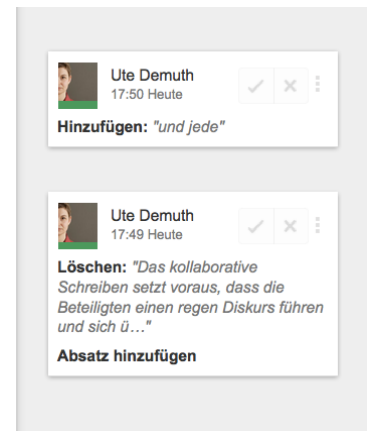 Ute Demuth
17:50 Heute
Hinzufügen: "und jede"
Ute Demuth
17:49 Heute
Löschen: "Das kollaborative
Schreiben setzt voraus, dass die
Beteiligten einen regen Diskurs führen
und sich ü…"
Absatz hinzufügen